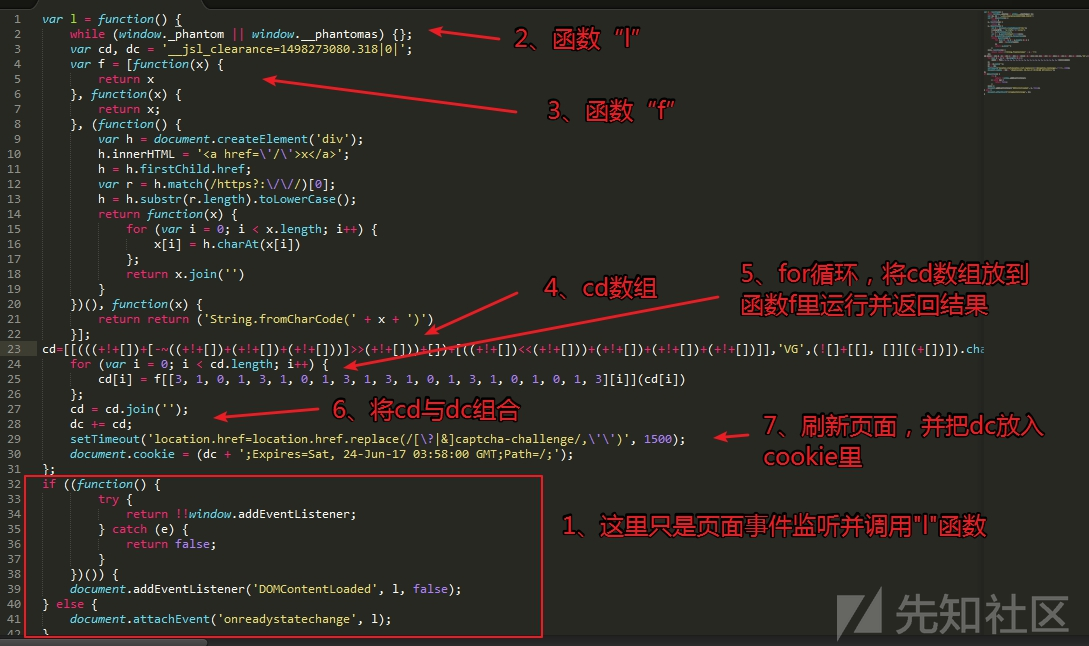 1 var l = function() {
2 while (window._phantom || window.__phantomas) {};
3 var cd, dc = '__jsl_clearance=1498273080.318|0|';
4 var f = [function(x) {
5 return x
6 }, function(x) {
7 return x;
8 }, (function() {
9 var h = document.createElement('div');
10 h.innerHTML = '<a href=\'/\'>x</a>';
11 h = h.firstChild.href;
12 var r = h.match(/https?:\/\//)[0];
13 h = h.substr(r.length).toLowerCase();
14 return function(x) {
15 for (var i = 0; i < x.length; i++) {
16 x[i] = h.charAt(x[i])
17 };
18 return x.join('')
19 }
20 })(), function(x) {
21 return return ('String.fromCharCode(' + x + ')')
22 }];
23 cd=[[(((+!+[])+[-~((+!+[])+(+!+[])+(+!+[]))]>>(+!+[]))+[])+[((+!+[])<<(+!+[]))+(+!+[])+(+!+[])+(+!+[])]],'VG',(![]+[[], []][(+[])]).cha
24 for (var i = 0; i < cd.length; i++) {
25 cd[i] = f[[3, 1, 0, 1, 3, 1, 0, 1, 3, 1, 3, 1, 0, 1, 3, 1, 0, 1, 0, 1, 3][i]](cd[i])
26 };
27 cd = cd.join('');
28 dc += cd;
29 setTimeout('location.href=location.href.replace(/[\?|&]captcha-challenge/,\'\')', 1500);
30 document.cookie = (dc + ';Expires=Sat, 24-Jun-17 03:58:00 GMT;Path=/;');
31 };
32 if ((function() {
33 try {
34 return !!window.addEventListener;
35 } catch (e) {
36 return false;
37 }
38 })()) {
39 document.addEventListener('DOMContentLoaded', l, false);
40 } else {
41 document.attachEvent('onreadystatechange', l);
42 }
2、函数“l”
3、函数“f”
4、cd数组
5、for循环，将cd数组放到
函数f里运行并返回结果
6、将cd与dc组合
7、刷新页面，并把dc放入
cookie里
1、这里只是页面事件监听并调用"l"函数
先知社区